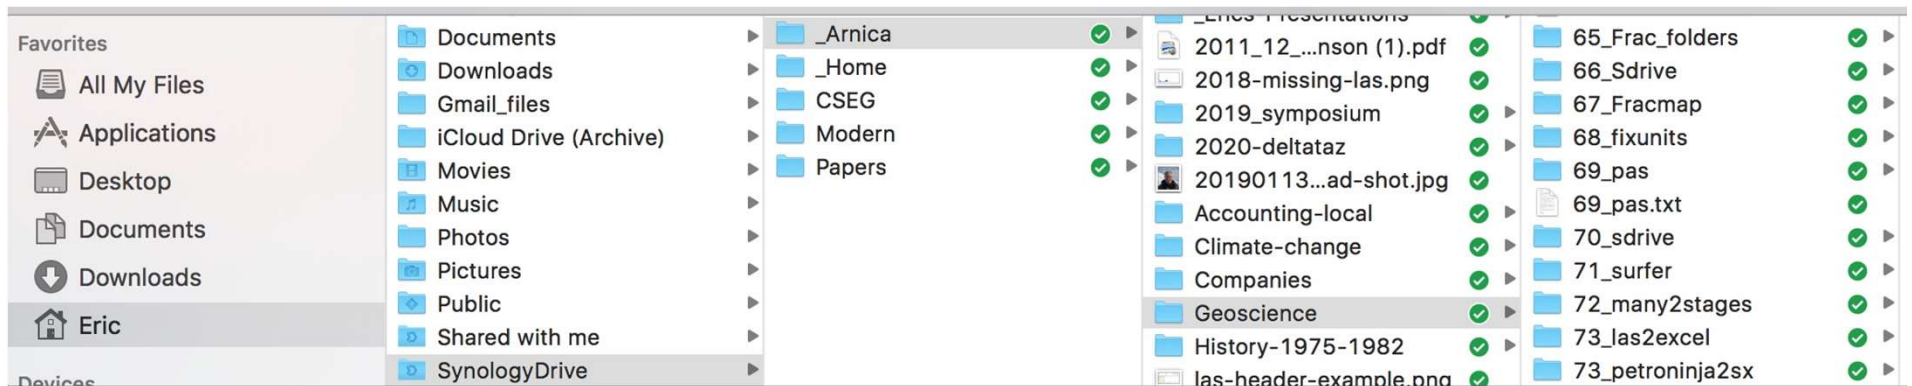 Favorites
All My Files
Applications
Desktop
Documents
Downloads
Eric
Devices
Documents
Downloads
Gmail_files
iCloud Drive (Archive)
Movies
Music
Photos
Pictures
Public
Shared with me
SynologyDrive
_Arnica
_Home
CSEG
Modern
Papers
_Erics-Presentations
2011_12_...nson (1).pdf
2018-missing-las.png
2019_symposium
2020-deltataz
20190113...ad-shot.jpg
Accounting-local
Climate-change
Companies
Geoscience
History-1975-1982
las-header-example.png
65_Frac_folders
66_Sdrive
67_Fracmap
68_fixunits
69_pas
69_pas.txt
70_sdrive
71_surfer
72_many2stages
73_las2excel
73_petroninja2sx